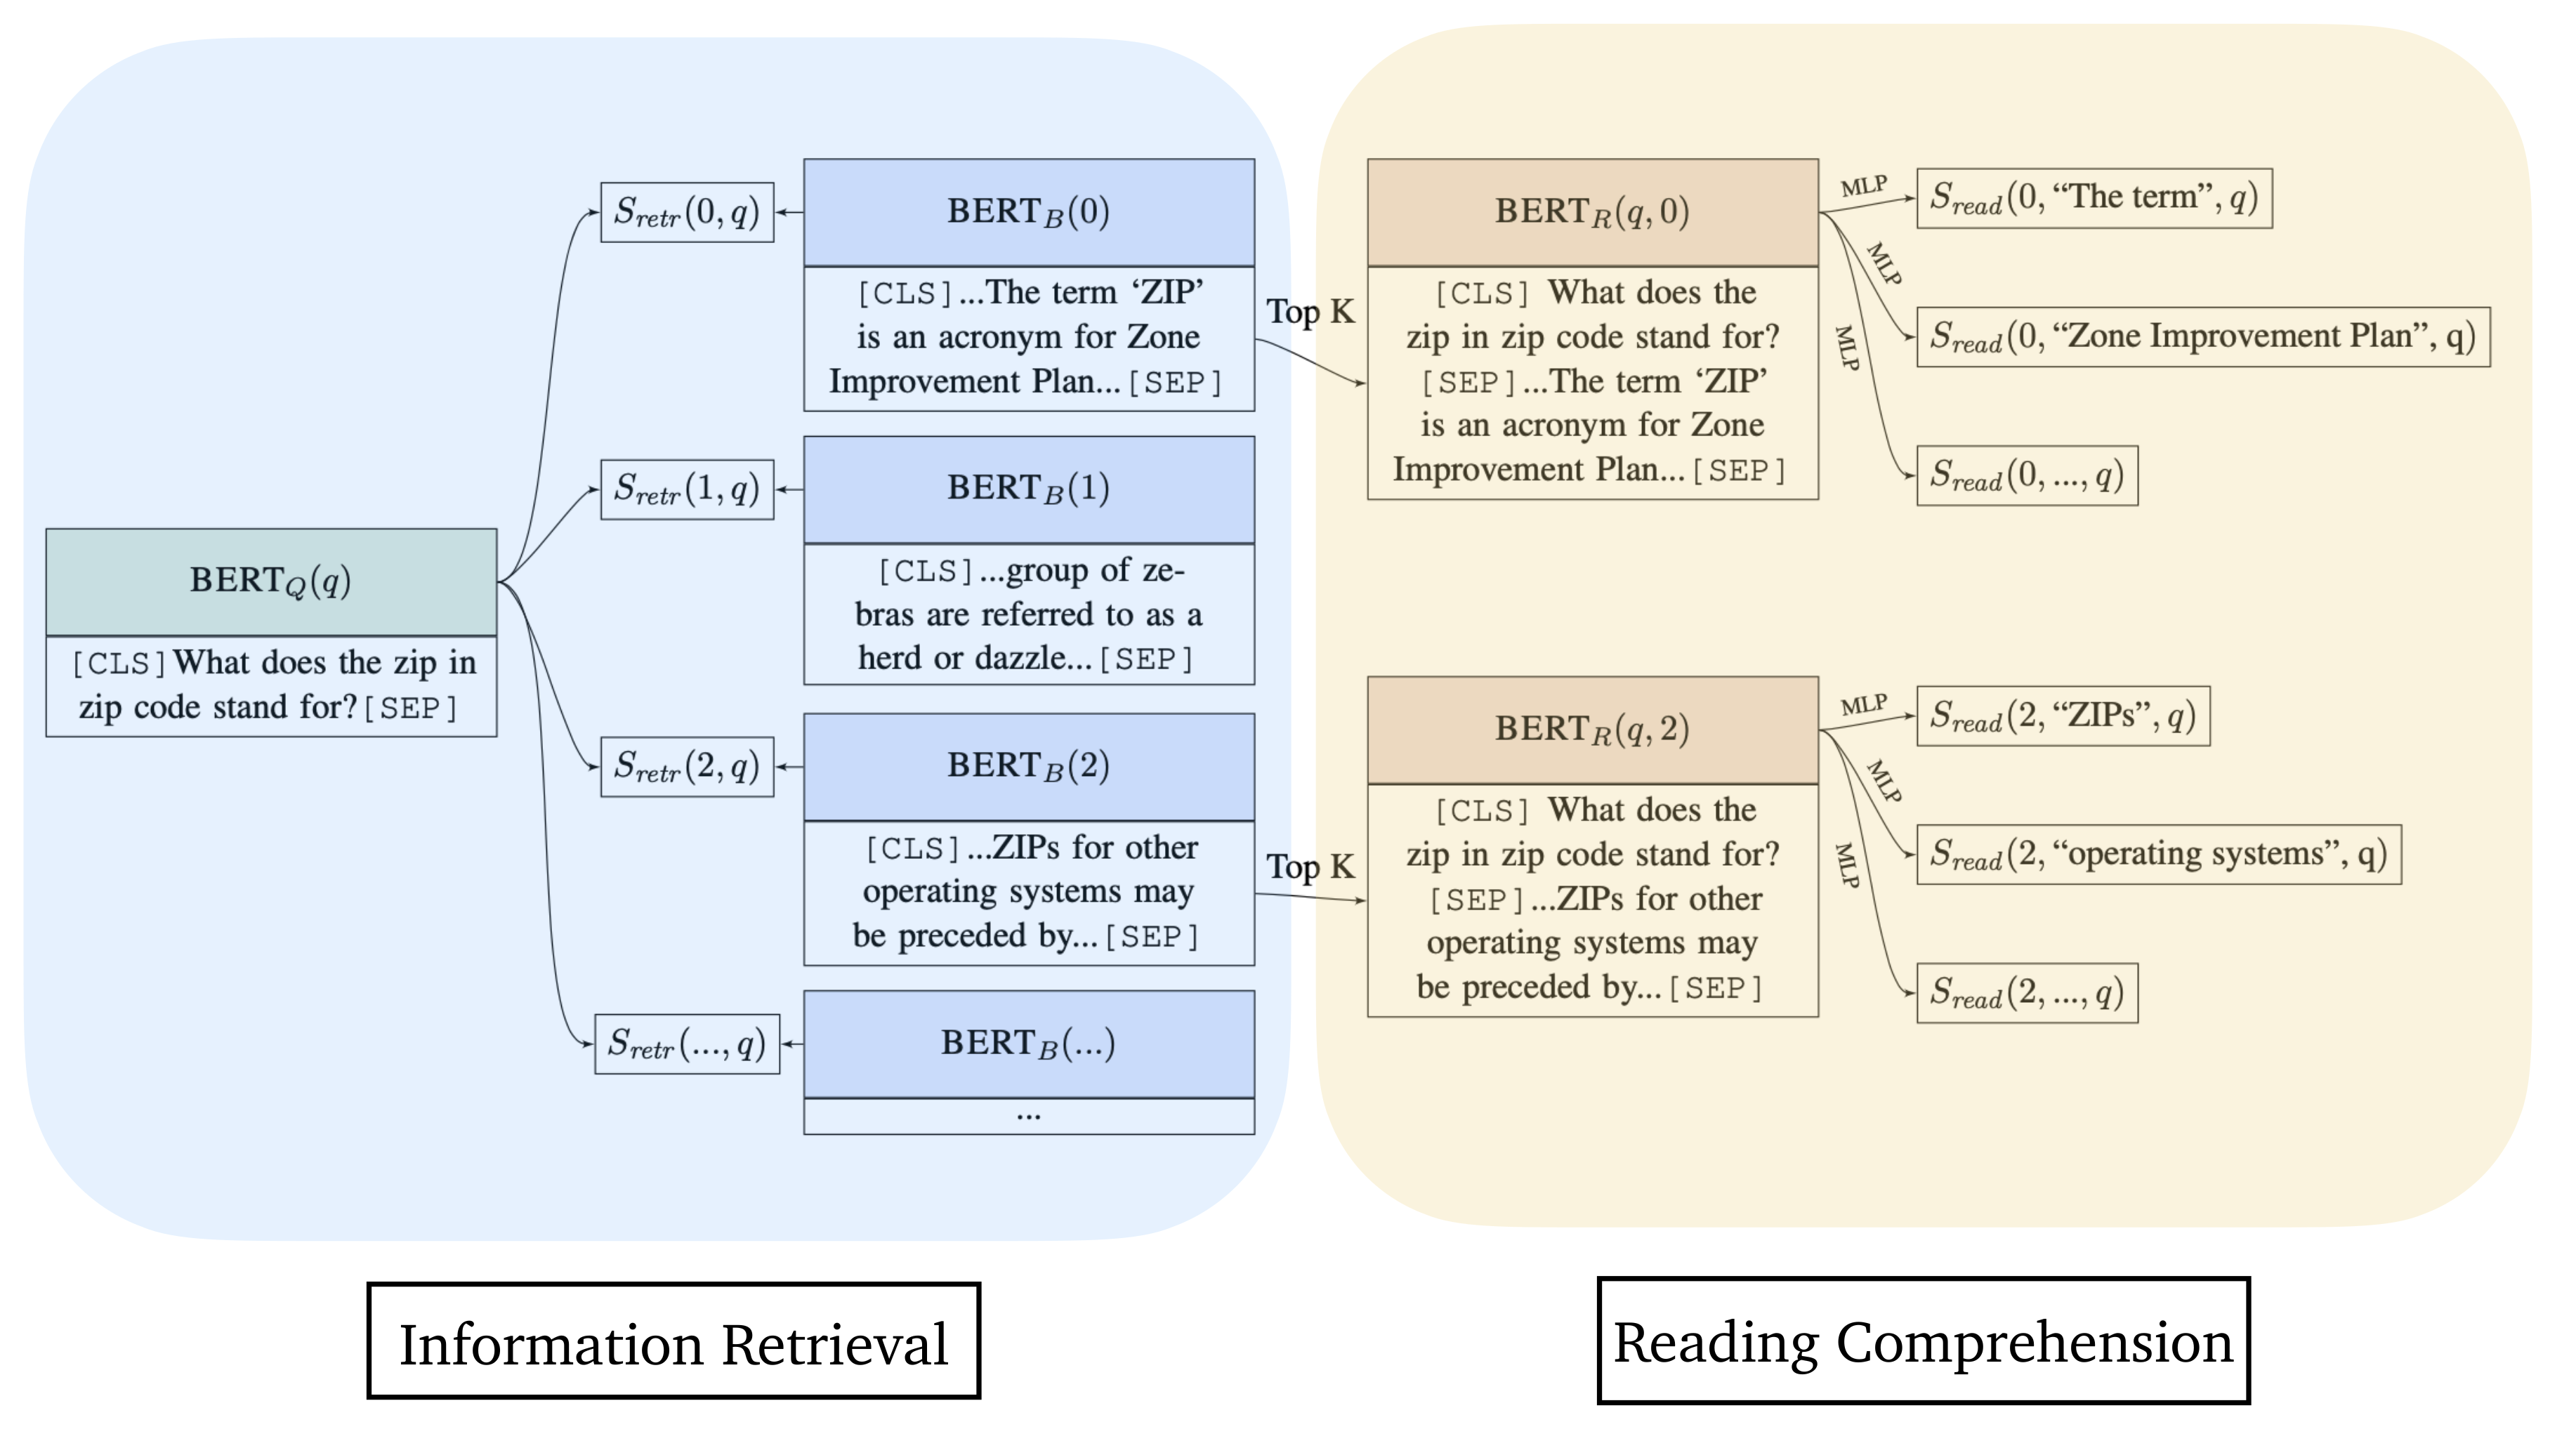 BERT_Q(q)
[CLS]What does the zip in
zip code stand for?[SEP]
S_retr(0, q)
S_retr(1, q)
S_retr(2, q)
S_retr(..., q)
BERT_B(0)
[CLS]...The term ‘ZIP’
is an acronym for Zone
Improvement Plan...[SEP]
BERT_B(1)
[CLS]...group of ze-
bras are referred to as a
herd or dazzle...[SEP]
BERT_B(2)
[CLS]...ZIPs for other
operating systems may
be preceded by...[SEP]
BERT_B(...)
...
Top K
Top K
BERT_R(q, 0)
[CLS] What does the
zip in zip code stand for?
[SEP]...The term ‘ZIP’
is an acronym for Zone
Improvement Plan...[SEP]
MLP
MLP
MLP
S_read(0, “The term”, q)
S_read(0, “Zone Improvement Plan”, q)
S_read(0, ..., q)
BERT_R(q, 2)
[CLS] What does the
zip in zip code stand for?
[SEP]...ZIPs for other
operating systems may
be preceded by...[SEP]
MLP
MLP
MLP
S_read(2, “ZIPs”, q)
S_read(2, “operating systems”, q)
S_read(2, ..., q)
Information Retrieval
Reading Comprehension